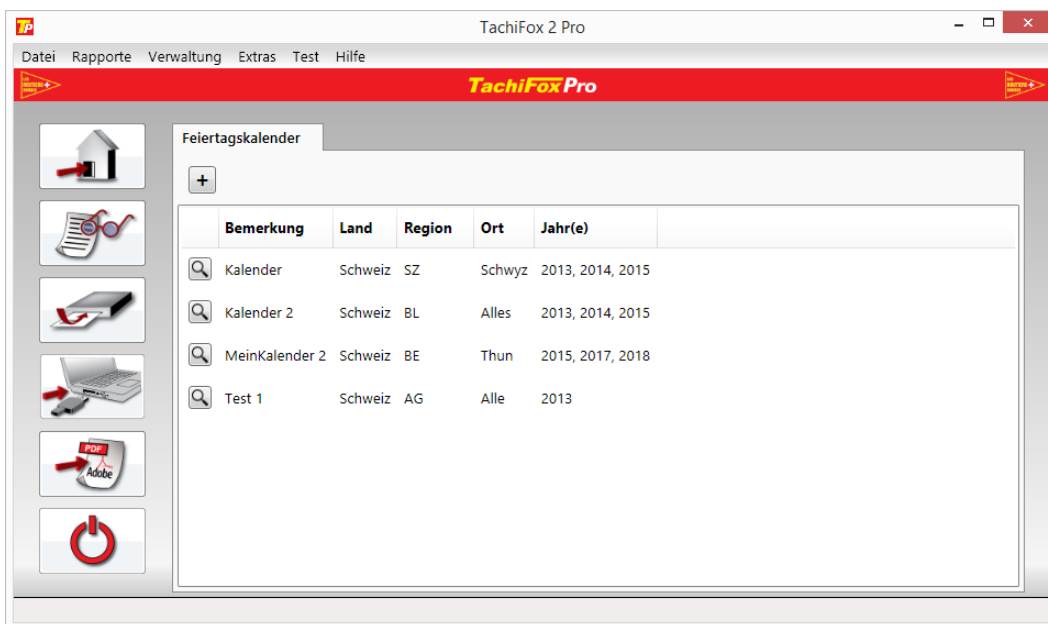 TP TachiFox 2 Pro
Datei Rapporte Verwaltung Extras Test Hilfe
TachiFox Pro
Feiertagskalender
+
Bemerkung Land Region Ort Jahr(e)
Kalender Schweiz SZ Schwyz 2013, 2014, 2015
Kalender 2 Schweiz BL Alles 2013, 2014, 2015
MeinKalender 2 Schweiz BE Thun 2015, 2017, 2018
Test 1 Schweiz AG Alle 2013
PDF
Adobe